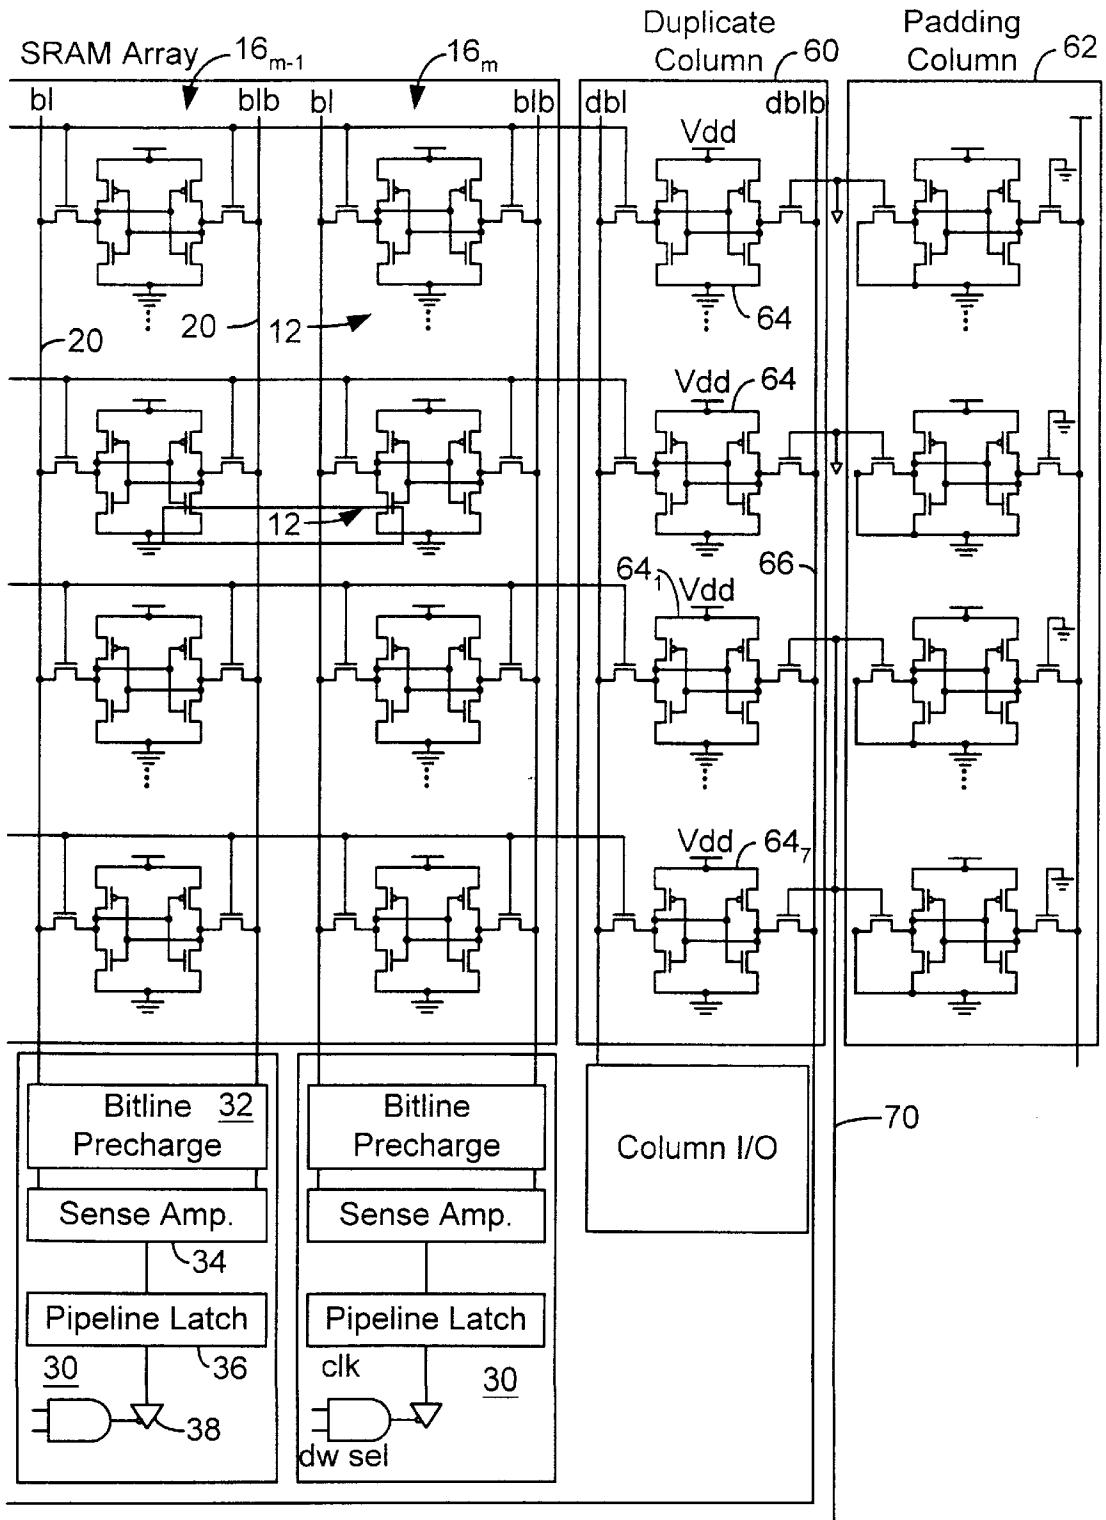 SRAM Array
16m-1
16m
Duplicate
Column
60
Padding
Column
62
bl
blb
bl
blb
dbl
dblb
Vdd
20
20
12
64
Vdd
64
12
641
Vdd
66
Vdd
647
Bitline
Precharge
32
Bitline
Precharge
Column I/O
70
Sense Amp.
34
Sense Amp.
Pipeline Latch
36
Pipeline Latch
30
38
clk
30
dw sel